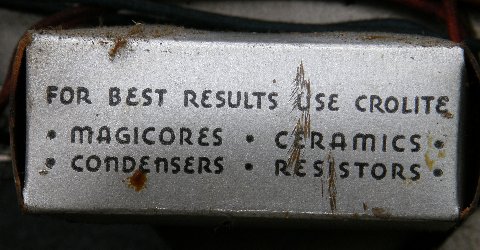 FOR BEST RESULTS USE CROLITE
• MAGICORES • CERAMICS •
• CONDENSERS • RESISTORS •